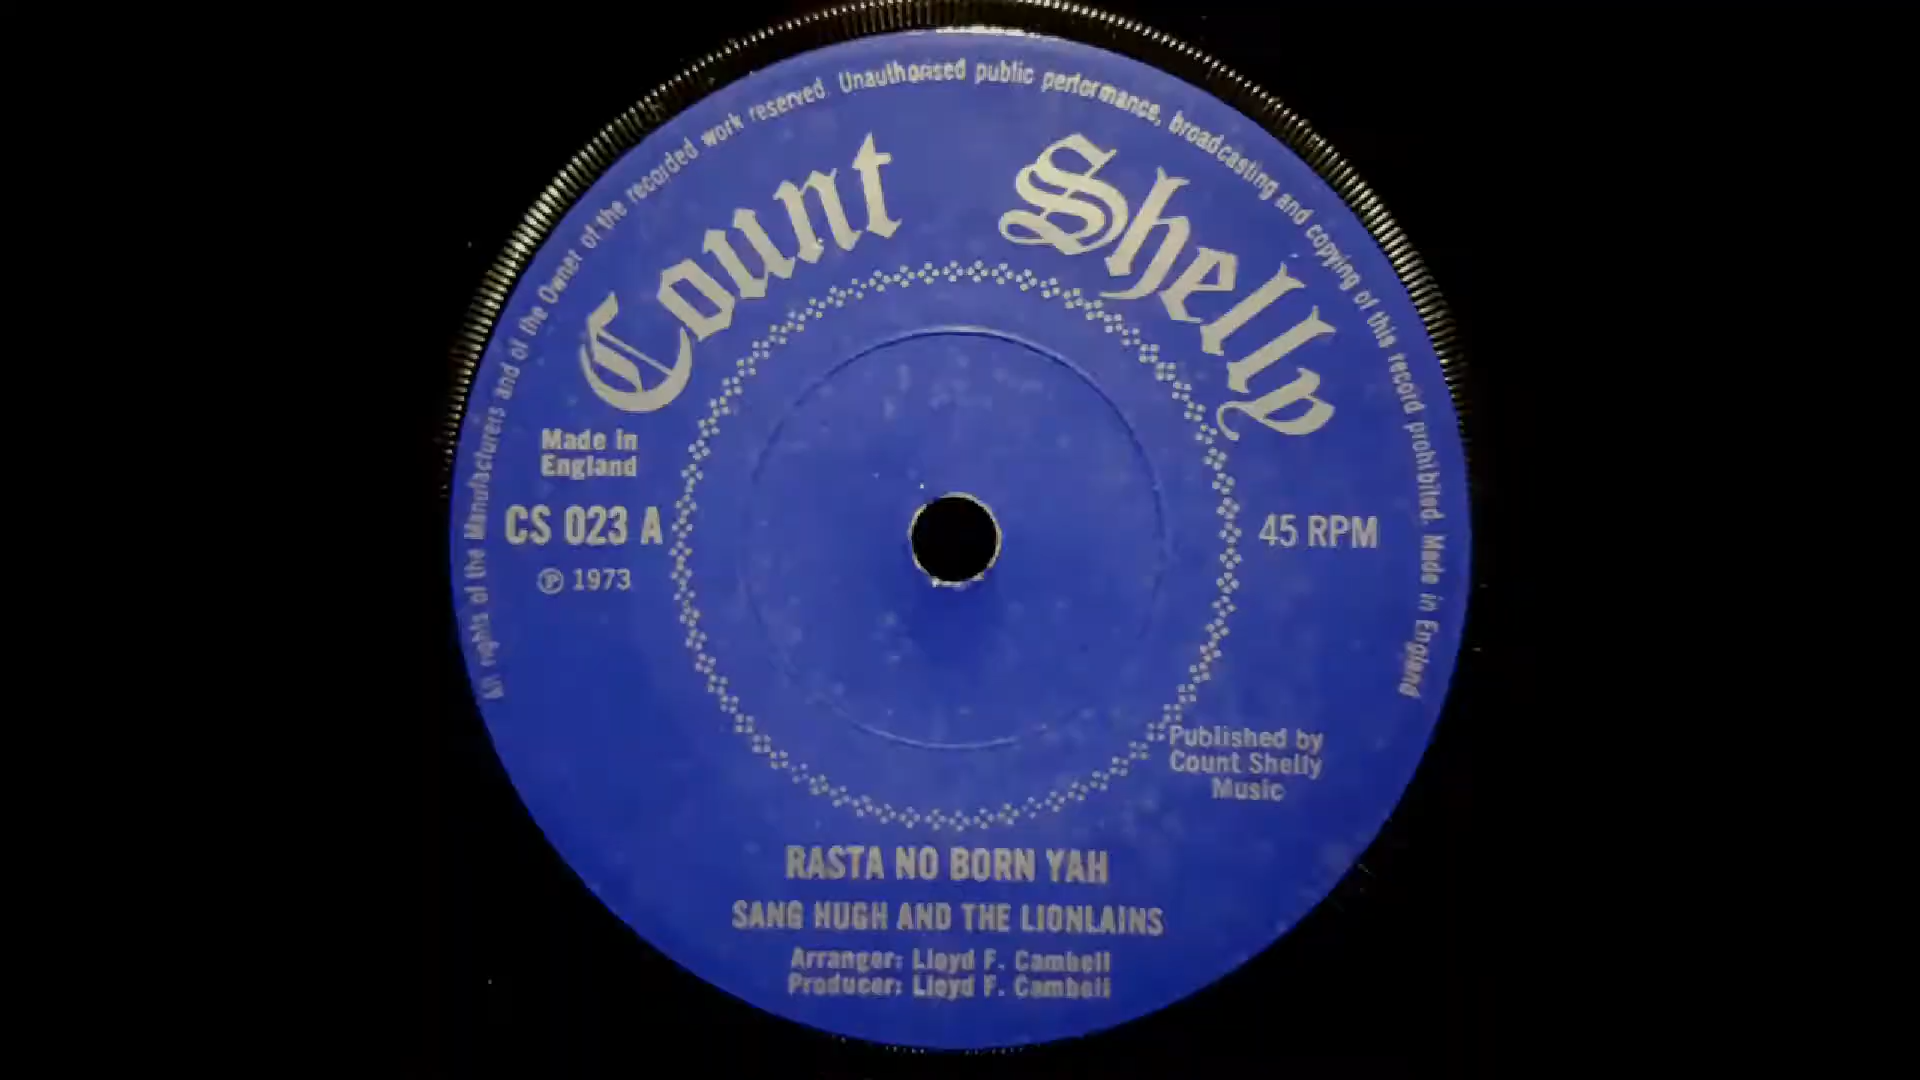 All rights of the Manufacturers and of the Owner of the recorded work reserved. Unauthorised public performance, broadcasting and copying of this record prohibited. Made in England
Count Shelly
Made in
England
CS 023 A
℗ 1973
45 RPM
Published by
Count Shelly
Music
RASTA NO BORN YAH
SANG HUGH AND THE LIONLAINS
Arranger: Lloyd F. Cambell
Producer: Lloyd F. Cambell